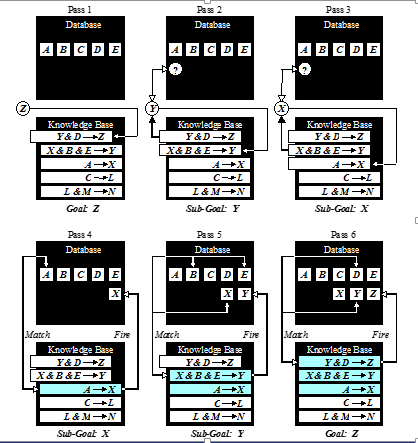 Pass 1
Database
A B C D E
Z
Knowledge Base
Y & D → Z
X & B & E → Y
A → X
C → L
L & M → N
Goal: Z
Pass 2
Database
A B C D E
?
Y
Knowledge Base
Y & D → Z
X & B & E → Y
A → X
C → L
L & M → N
Sub-Goal: Y
Pass 3
Database
A B C D E
?
X
Knowledge Base
Y & D → Z
X & B & E → Y
A → X
C → L
L & M → N
Sub-Goal: X
Pass 4
Database
A B C D E
X
Match Fire
Knowledge Base
Y & D → Z
X & B & E → Y
A → X
C → L
L & M → N
Sub-Goal: X
Pass 5
Database
A B C D E
X Y
Match Fire
Knowledge Base
Y & D → Z
X & B & E → Y
A → X
C → L
L & M → N
Sub-Goal: Y
Pass 6
Database
A B C D E
X Y Z
Match Fire
Knowledge Base
Y & D → Z
X & B & E → Y
A → X
C → L
L & M → N
Goal: Z